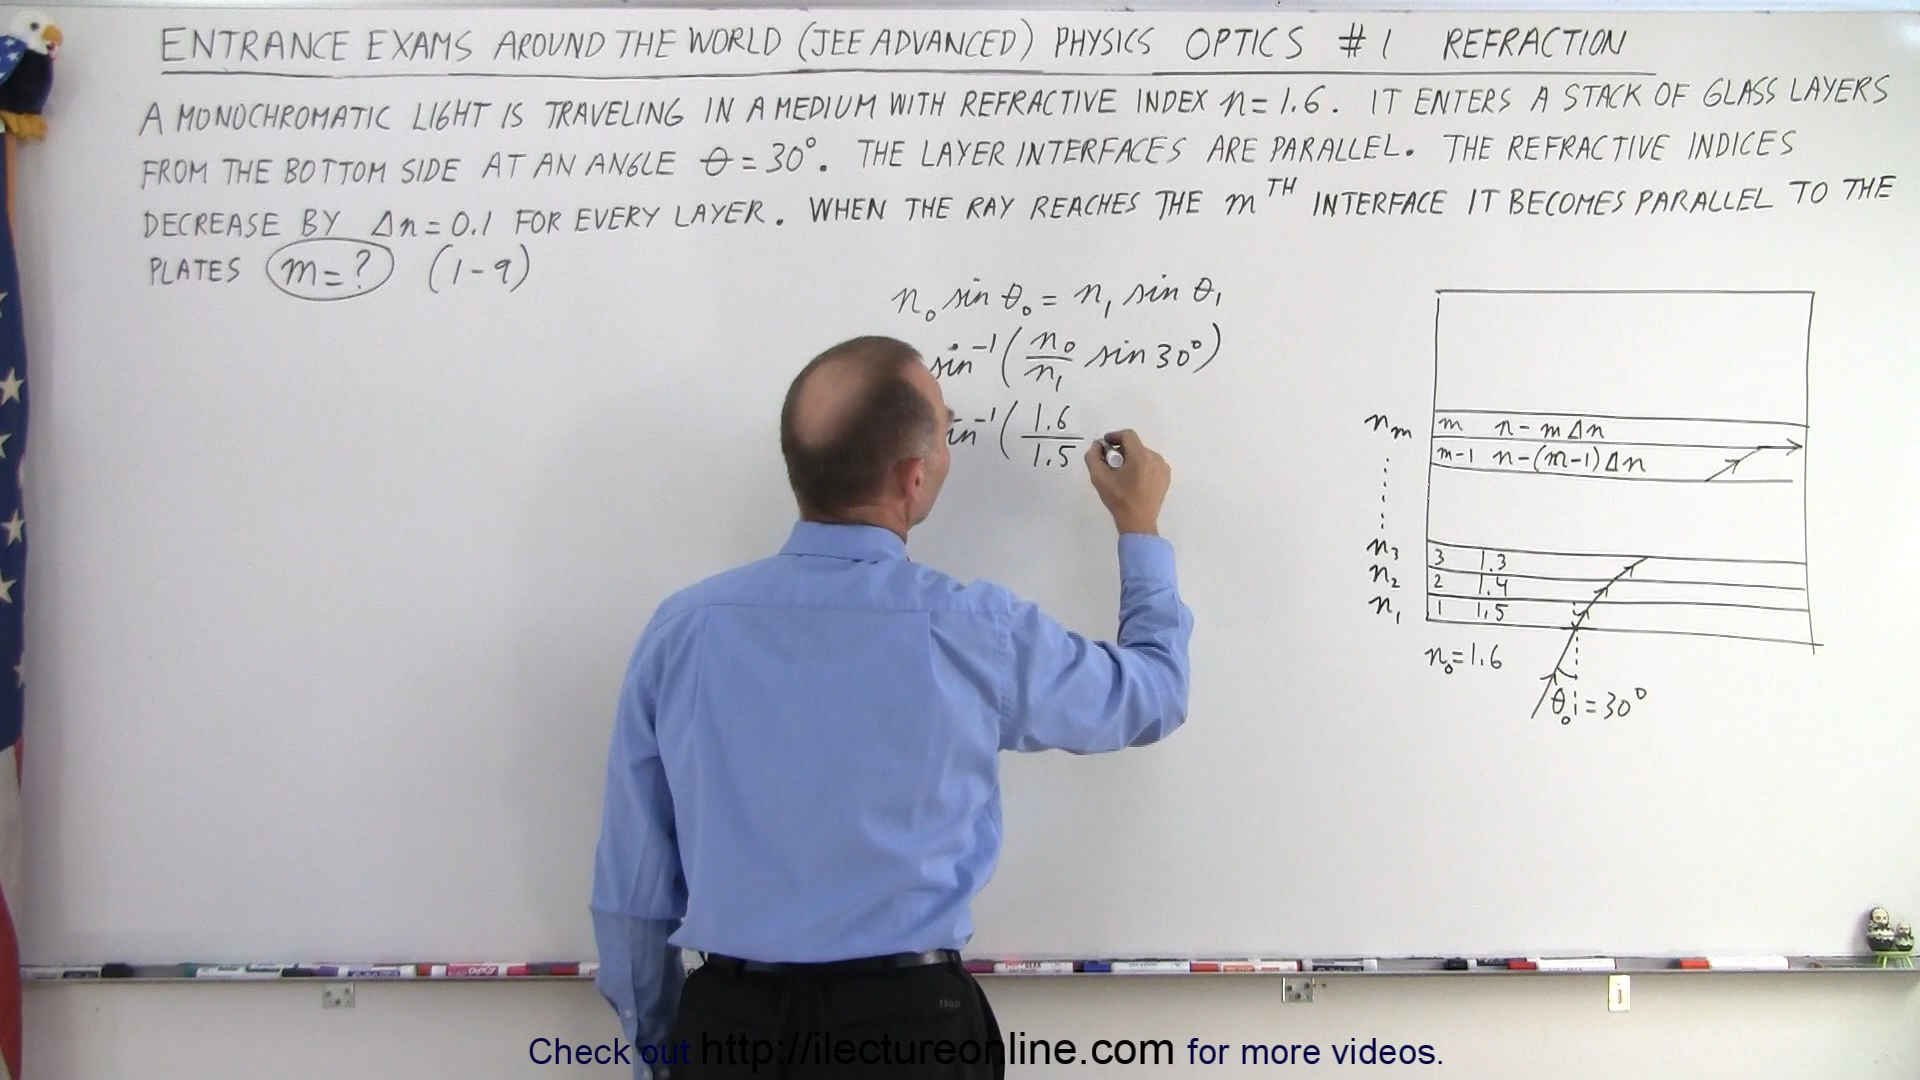 ENTRANCE EXAMS AROUND THE WORLD (JEE ADVANCED) PHYSICS OPTICS #1 REFRACTION
A MONOCHROMATIC LIGHT IS TRAVELING IN A MEDIUM WITH REFRACTIVE INDEX n=1.6. IT ENTERS A STACK OF GLASS LAYERS
FROM THE BOTTOM SIDE AT AN ANGLE θ=30°. THE LAYER INTERFACES ARE PARALLEL. THE REFRACTIVE INDICES
DECREASE BY Δn=0.1 FOR EVERY LAYER. WHEN THE RAY REACHES THE m^TH INTERFACE IT BECOMES PARALLEL TO THE
PLATES m=? (1-9)
n₀ sin θ₀ = n₁ sin θ₁
sin⁻¹(n₀/n₁ sin 30°)
in⁻¹(1.6/1.5
nₘ m n-mΔn
m-1 n-(m-1)Δn
n₃ 3 1.3
n₂ 2 1.4
n₁ 1 1.5
n₀=1.6
θ₀i=30°
Check out http://ilectureonline.com for more videos.